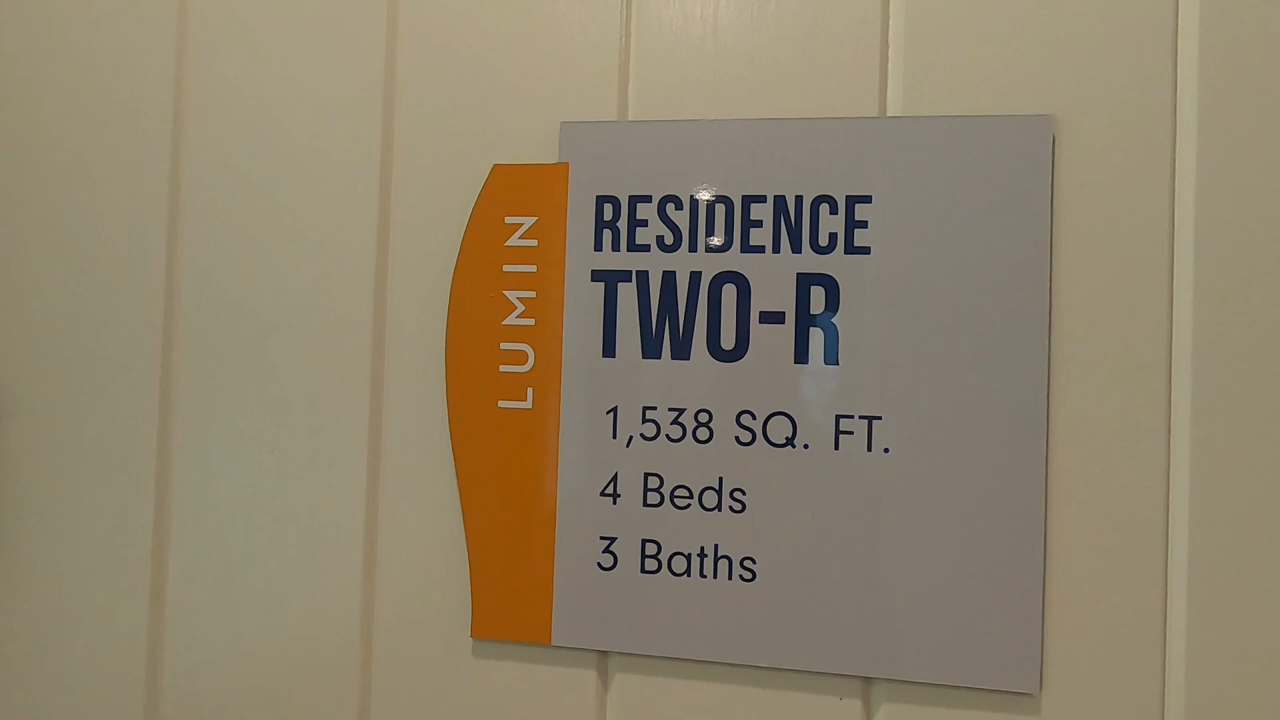 LUMIN
RESIDENCE
TWO-R
1,538 SQ. FT.
4 Beds
3 Baths